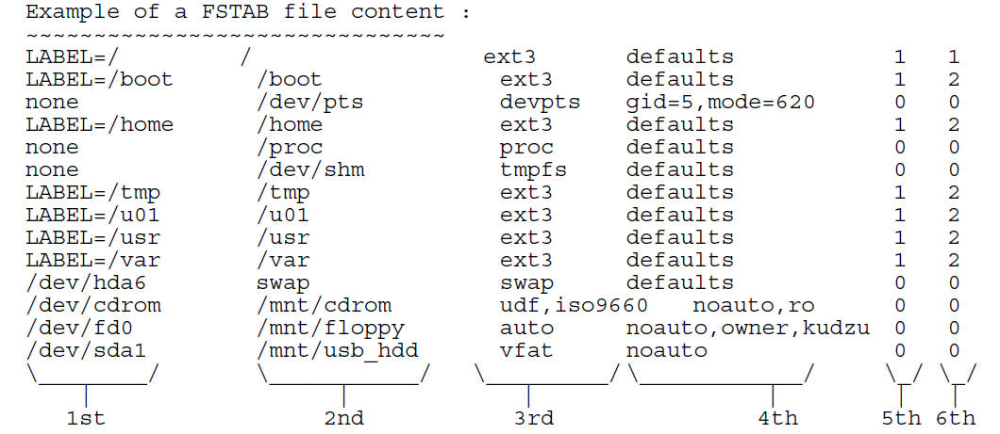 Example of a FSTAB file content :
~~~~~~~~~~~~~~~~~~~~~~~~~~~~~~~
LABEL=/         /                 ext3       defaults            1   1
LABEL=/boot      /boot             ext3      defaults            1   2
none             /dev/pts          devpts    gid=5,mode=620      0   0
LABEL=/home      /home             ext3      defaults            1   2
none             /proc             proc      defaults            0   0
none             /dev/shm          tmpfs     defaults            0   0
LABEL=/tmp       /tmp              ext3      defaults            1   2
LABEL=/u01       /u01              ext3      defaults            1   2
LABEL=/usr       /usr              ext3      defaults            1   2
LABEL=/var       /var              ext3      defaults            1   2
/dev/hda6        swap              swap      defaults            0   0
/dev/cdrom       /mnt/cdrom        udf,iso9660   noauto,ro       0   0
/dev/fd0         /mnt/floppy       auto      noauto,owner,kudzu  0   0
/dev/sda1        /mnt/usb_hdd      vfat      noauto              0   0
\________/       \___________/   \_________/ \____________/     \_/ \_/
1st 2nd 3rd 4th 5th 6th